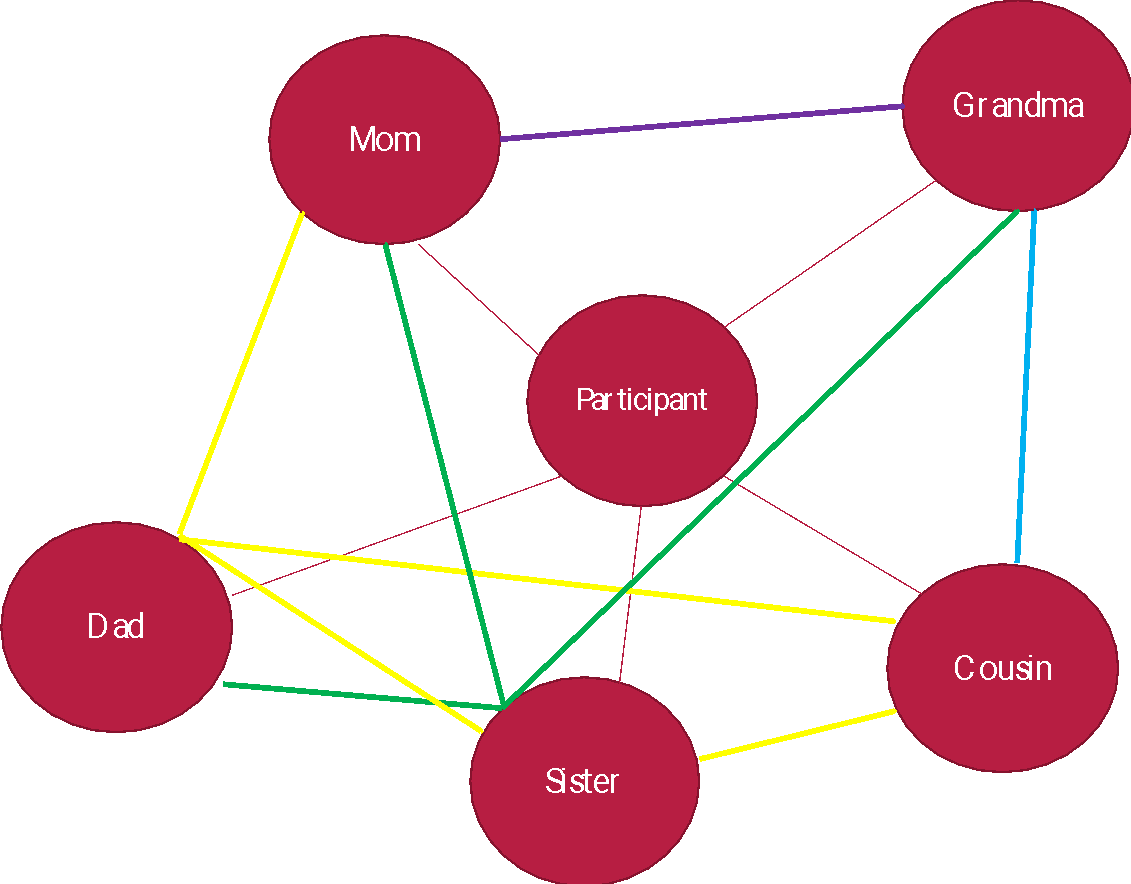 Grandma
Mom
Participant
Dad
Cousin
Sister